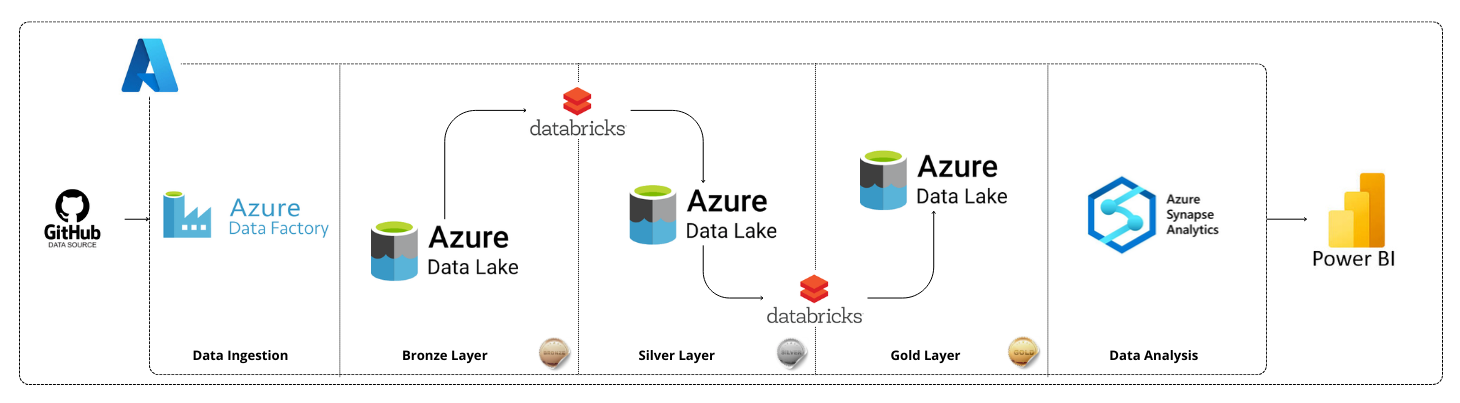 GitHub
DATA SOURCE
Azure
Data Factory
Data Ingestion
Azure
Data Lake
Bronze Layer
BRONZE
databricks
Azure
Data Lake
Silver Layer
SILVER
databricks
Azure
Data Lake
Gold Layer
GOLD
Azure
Synapse
Analytics
Data Analysis
Power BI